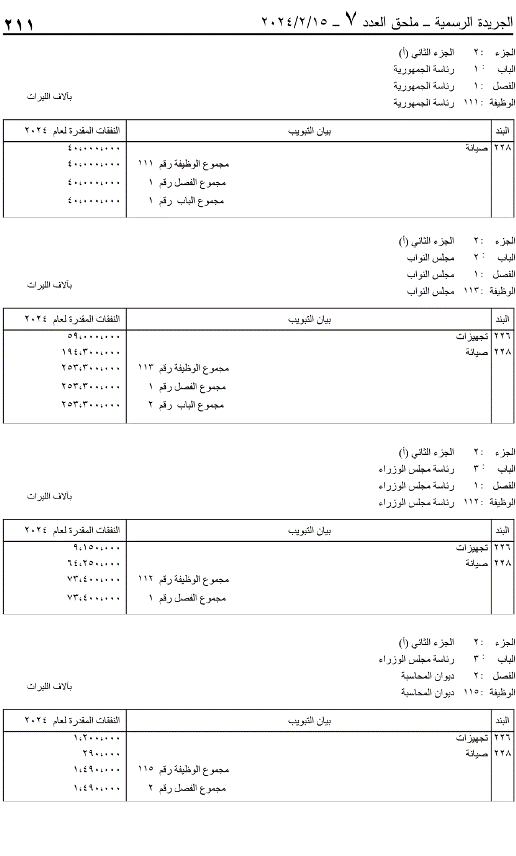 الجريدة الرسمية – ملحق العدد ٧ – ٢٠٢٤/٢/١٥ ٢١١
الجزء : ٢ الجزء الثاني (أ)
الباب : ١ رئاسة الجمهورية
الفصل : ١ رئاسة الجمهورية
الوظيفة : ١١١ رئاسة الجمهورية
بآلاف الليرات
البند بيان التبويب النفقات المقدرة لعام ٢٠٢٤
٢٢٨ صيانة ٤٠،٠٠٠،٠٠٠
مجموع الوظيفة رقم ١١١ ٤٠،٠٠٠،٠٠٠
مجموع الفصل رقم ١ ٤٠،٠٠٠،٠٠٠
مجموع الباب رقم ١ ٤٠،٠٠٠،٠٠٠
الجزء : ٢ الجزء الثاني (أ)
الباب : ٢ مجلس النواب
الفصل : ١ مجلس النواب
الوظيفة : ١١٣ مجلس النواب
بآلاف الليرات
البند بيان التبويب النفقات المقدرة لعام ٢٠٢٤
٢٢٦ تجهيزات ٥٩،٠٠٠،٠٠٠
٢٢٨ صيانة ١٩٤،٣٠٠،٠٠٠
مجموع الوظيفة رقم ١١٣ ٢٥٣،٣٠٠،٠٠٠
مجموع الفصل رقم ١ ٢٥٣،٣٠٠،٠٠٠
مجموع الباب رقم ٢ ٢٥٣،٣٠٠،٠٠٠
الجزء : ٢ الجزء الثاني (أ)
الباب : ٣ رئاسة مجلس الوزراء
الفصل : ١ رئاسة مجلس الوزراء
الوظيفة : ١١٢ رئاسة مجلس الوزراء
بآلاف الليرات
البند بيان التبويب النفقات المقدرة لعام ٢٠٢٤
٢٢٦ تجهيزات ٩،١٥٠،٠٠٠
٢٢٨ صيانة ٦٤،٢٥٠،٠٠٠
مجموع الوظيفة رقم ١١٢ ٧٣،٤٠٠،٠٠٠
مجموع الفصل رقم ١ ٧٣،٤٠٠،٠٠٠
الجزء : ٢ الجزء الثاني (أ)
الباب : ٣ رئاسة مجلس الوزراء
الفصل : ٢ ديوان المحاسبة
الوظيفة : ١١٥ ديوان المحاسبة
بآلاف الليرات
البند بيان التبويب النفقات المقدرة لعام ٢٠٢٤
٢٢٦ تجهيزات ١،٢٠٠،٠٠٠
٢٢٨ صيانة ٢٩٠،٠٠٠
مجموع الوظيفة رقم ١١٥ ١،٤٩٠،٠٠٠
مجموع الفصل رقم ٢ ١،٤٩٠،٠٠٠